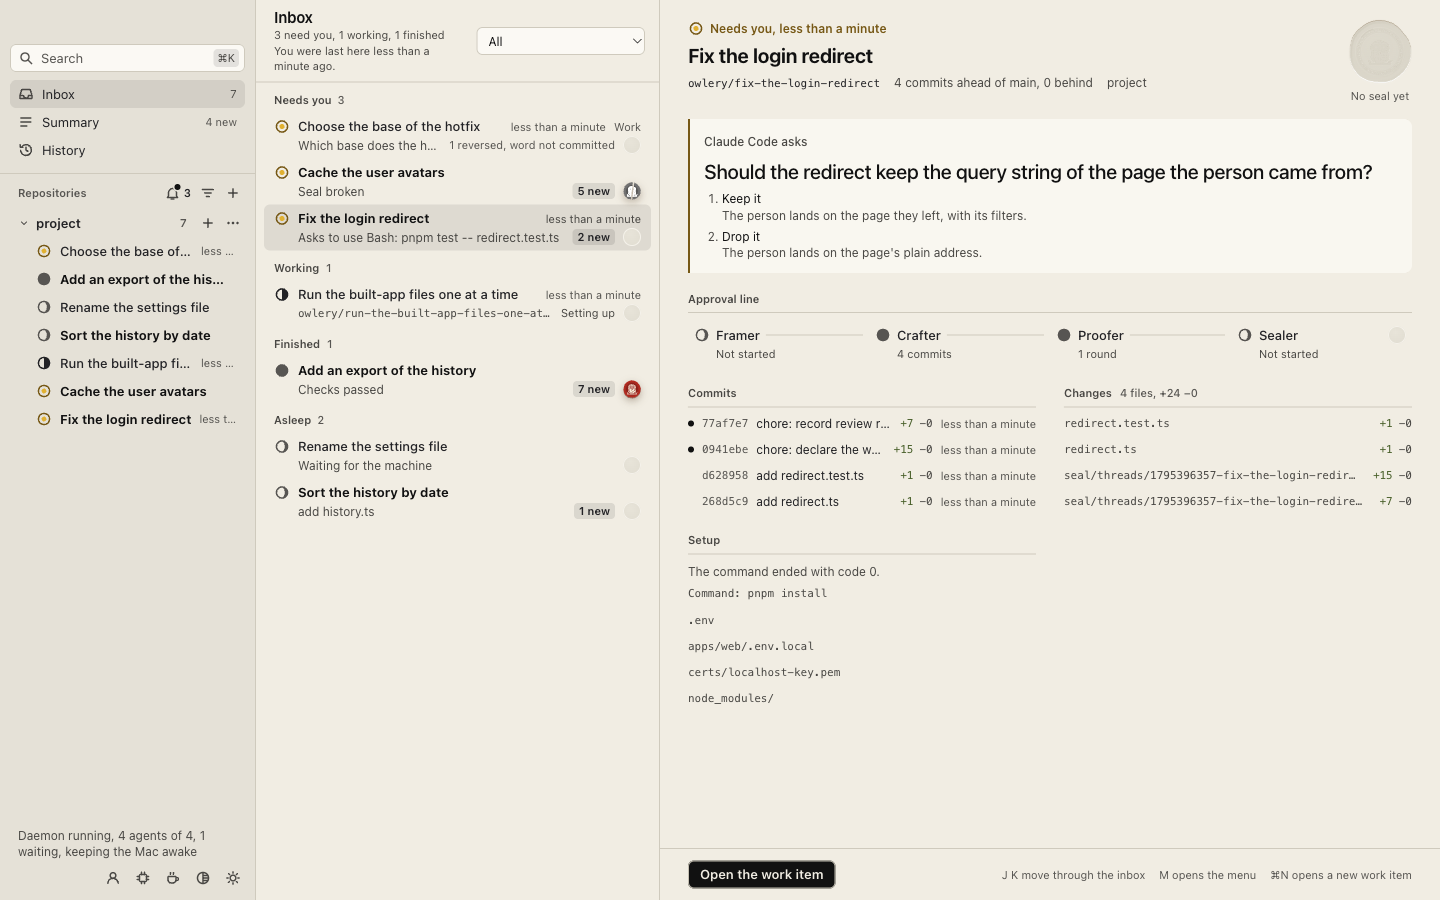 Search ⌘K
Inbox 7
Summary 4 new
History
Repositories 3
project 7
Choose the base of... less ...
Add an export of the his...
Rename the settings file
Sort the history by date
Run the built-app fi... less ...
Cache the user avatars
Fix the login redirect less t...
Daemon running, 4 agents of 4, 1
waiting, keeping the Mac awake
Inbox
3 need you, 1 working, 1 finished
You were last here less than a
minute ago.
All
Needs you 3
Choose the base of the hotfix less than a minute Work
Which base does the h... 1 reversed, word not committed
Cache the user avatars
Seal broken 5 new
Fix the login redirect less than a minute
Asks to use Bash: pnpm test -- redirect.test.ts 2 new
Working 1
Run the built-app files one at a time less than a minute
owlery/run-the-built-app-files-one-at... Setting up
Finished 1
Add an export of the history
Checks passed 7 new
Asleep 2
Rename the settings file
Waiting for the machine
Sort the history by date
add history.ts 1 new
Needs you, less than a minute
Fix the login redirect
owlery/fix-the-login-redirect 4 commits ahead of main, 0 behind project
No seal yet
Claude Code asks
Should the redirect keep the query string of the page the person came from?
1. Keep it
The person lands on the page they left, with its filters.
2. Drop it
The person lands on the page's plain address.
Approval line
Framer Crafter Proofer Sealer
Not started 4 commits 1 round Not started
Commits
77af7e7 chore: record review r... +7 −0 less than a minute
0941ebe chore: declare the w... +15 −0 less than a minute
d628958 add redirect.test.ts +1 −0 less than a minute
268d5c9 add redirect.ts +1 −0 less than a minute
Changes 4 files, +24 −0
redirect.test.ts +1 −0
redirect.ts +1 −0
seal/threads/1795396357-fix-the-login-redir... +15 −0
seal/threads/1795396357-fix-the-login-redire... +7 −0
Setup
The command ended with code 0.
Command: pnpm install
.env
apps/web/.env.local
certs/localhost-key.pem
node_modules/
Open the work item
J K move through the inbox M opens the menu ⌘N opens a new work item